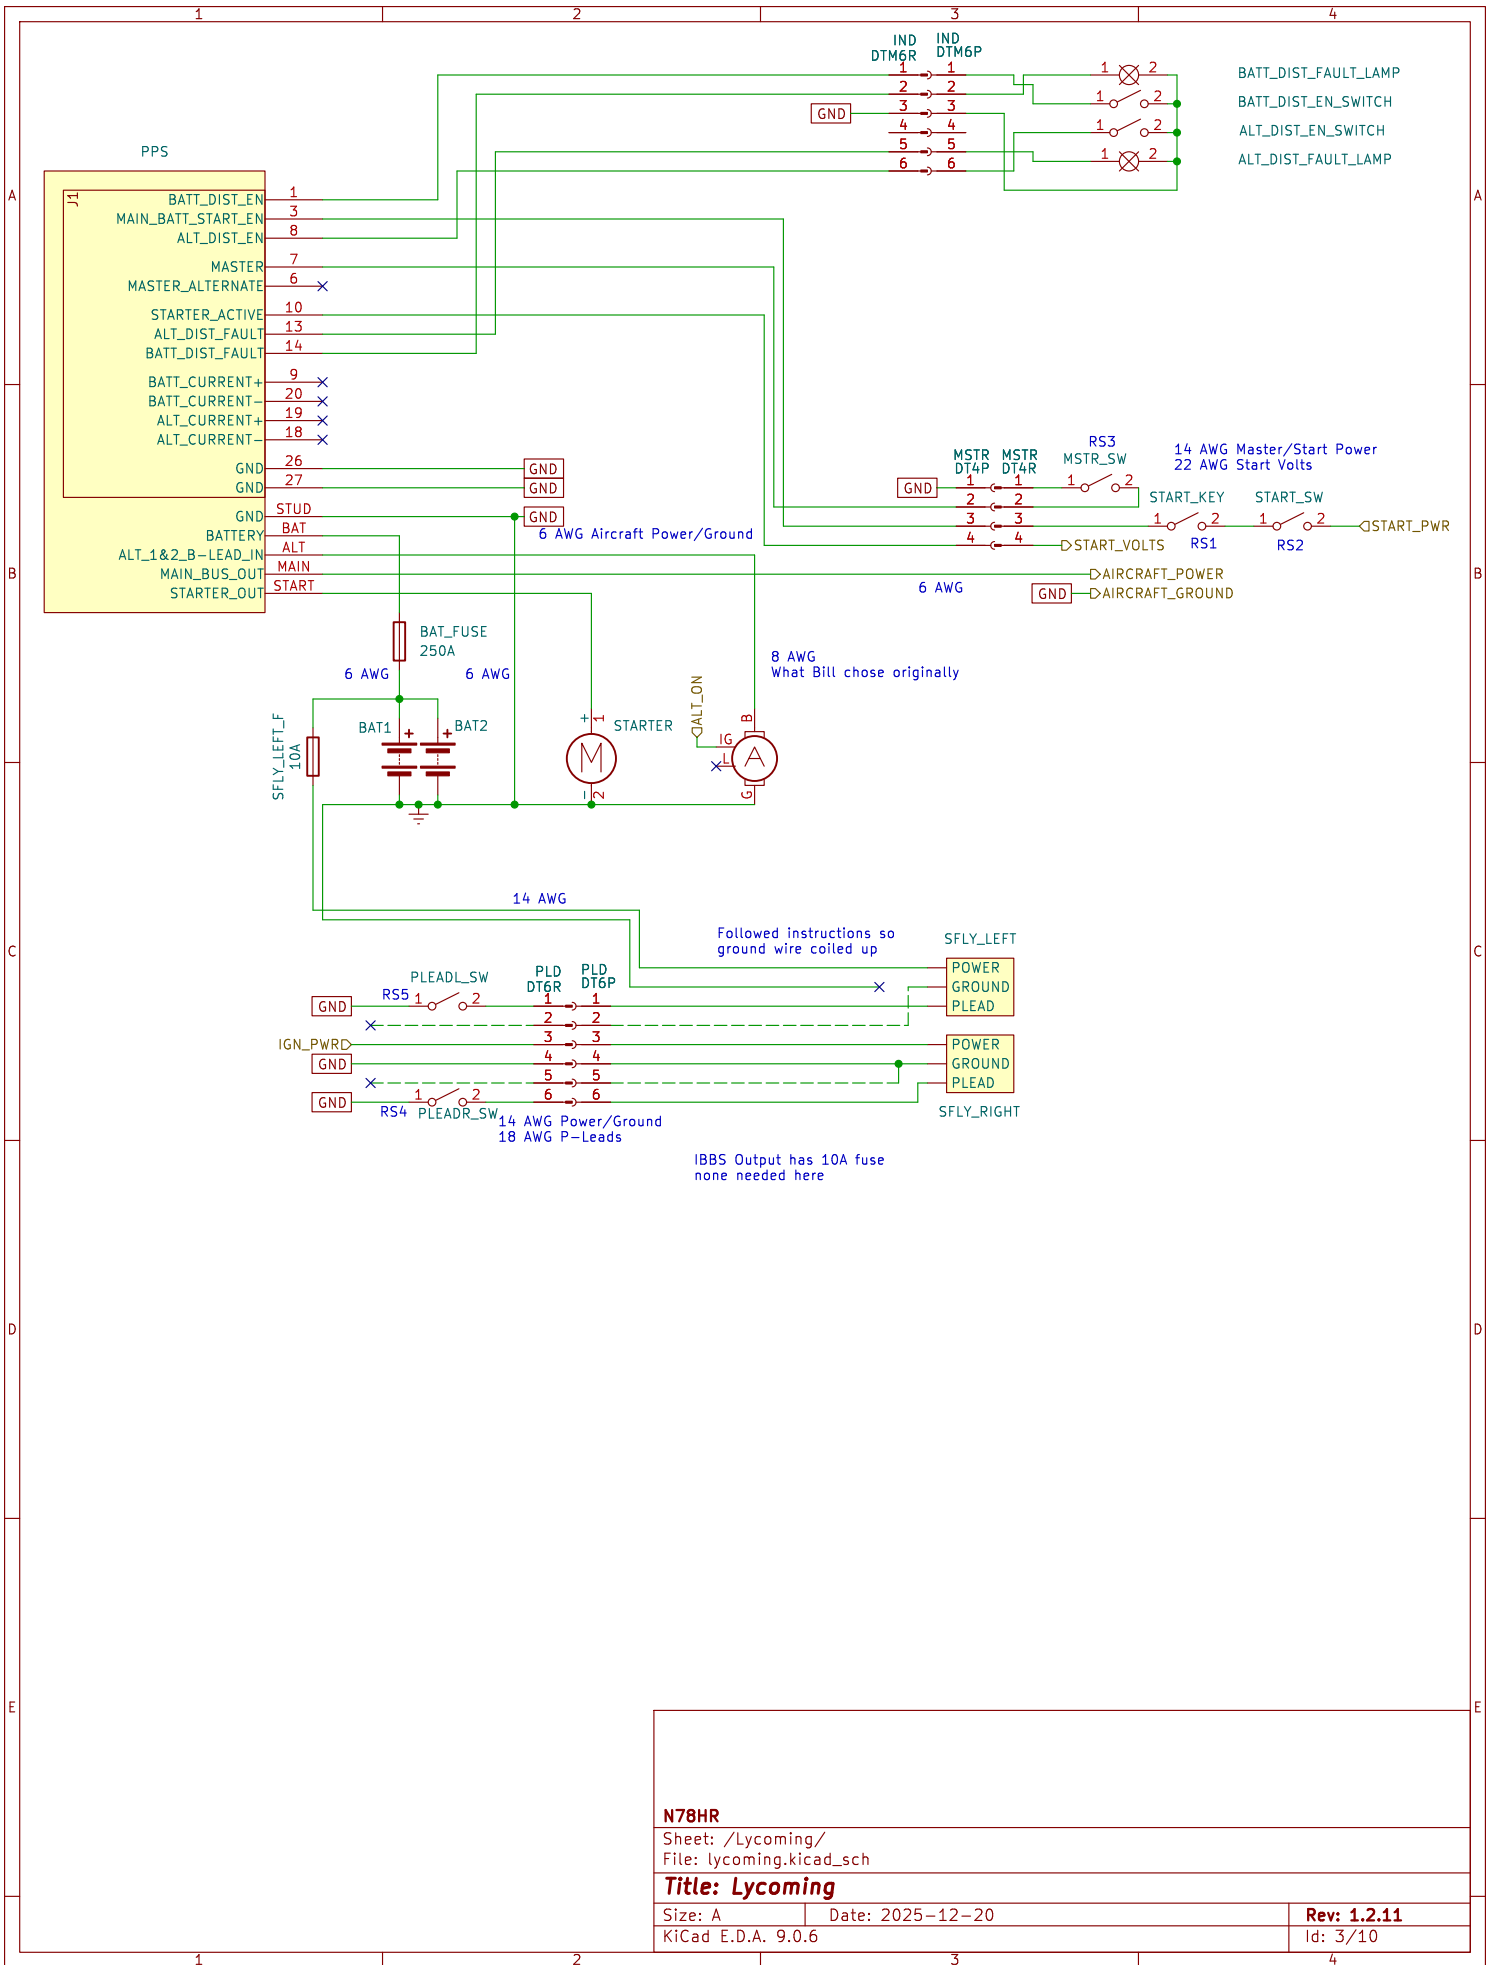 1
2
3
4
IND
DTM6R
IND
DTM6P
1
1
1
2
BATT_DIST_FAULT_LAMP
2
2
1
2
BATT_DIST_EN_SWITCH
GND
3
3
4
4
1
2
ALT_DIST_EN_SWITCH
5
5
1
2
ALT_DIST_FAULT_LAMP
6
6
PPS
A
A
J1
BATT_DIST_EN
1
MAIN_BATT_START_EN
3
ALT_DIST_EN
8
MASTER
7
MASTER_ALTERNATE
6
STARTER_ACTIVE
10
ALT_DIST_FAULT
13
BATT_DIST_FAULT
14
BATT_CURRENT+
9
BATT_CURRENT-
20
ALT_CURRENT+
19
ALT_CURRENT-
18
GND
26
GND
GND
27
GND
GND
STUD
GND
BATTERY
BAT
ALT_1&2_B-LEAD_IN
ALT
MAIN_BUS_OUT
MAIN
STARTER_OUT
START
6 AWG Aircraft Power/Ground
RS3
MSTR_SW
14 AWG Master/Start Power
22 AWG Start Volts
MSTR
DT4P
MSTR
DT4R
GND
1
1
1
2
2
2
START_KEY
START_SW
3
3
1
2
1
2
START_PWR
4
4
START_VOLTS
RS1
RS2
B
B
AIRCRAFT_POWER
6 AWG
GND
AIRCRAFT_GROUND
BAT_FUSE
250A
6 AWG
6 AWG
8 AWG
What Bill chose originally
SFLY_LEFT_F
10A
BAT1
+
BAT2
+
+
1
STARTER
M
-
2
ALT_ON
B
IG
L
A
G
14 AWG
Followed instructions so
ground wire coiled up
SFLY_LEFT
C
C
POWER
GROUND
PLEAD
PLEADL_SW
PLD
DT6R
PLD
DT6P
GND
RS5
1
2
1
1
2
2
IGN_PWR
3
3
POWER
GND
4
4
GROUND
5
5
PLEAD
GND
1
2
6
6
RS4
PLEADR_SW
SFLY_RIGHT
14 AWG Power/Ground
18 AWG P-Leads
IBBS Output has 10A fuse
none needed here
D
D
E
E
N78HR
Sheet: /Lycoming/
File: lycoming.kicad_sch
Title: Lycoming
Size: A
Date: 2025-12-20
Rev: 1.2.11
KiCad E.D.A. 9.0.6
Id: 3/10
1
2
3
4